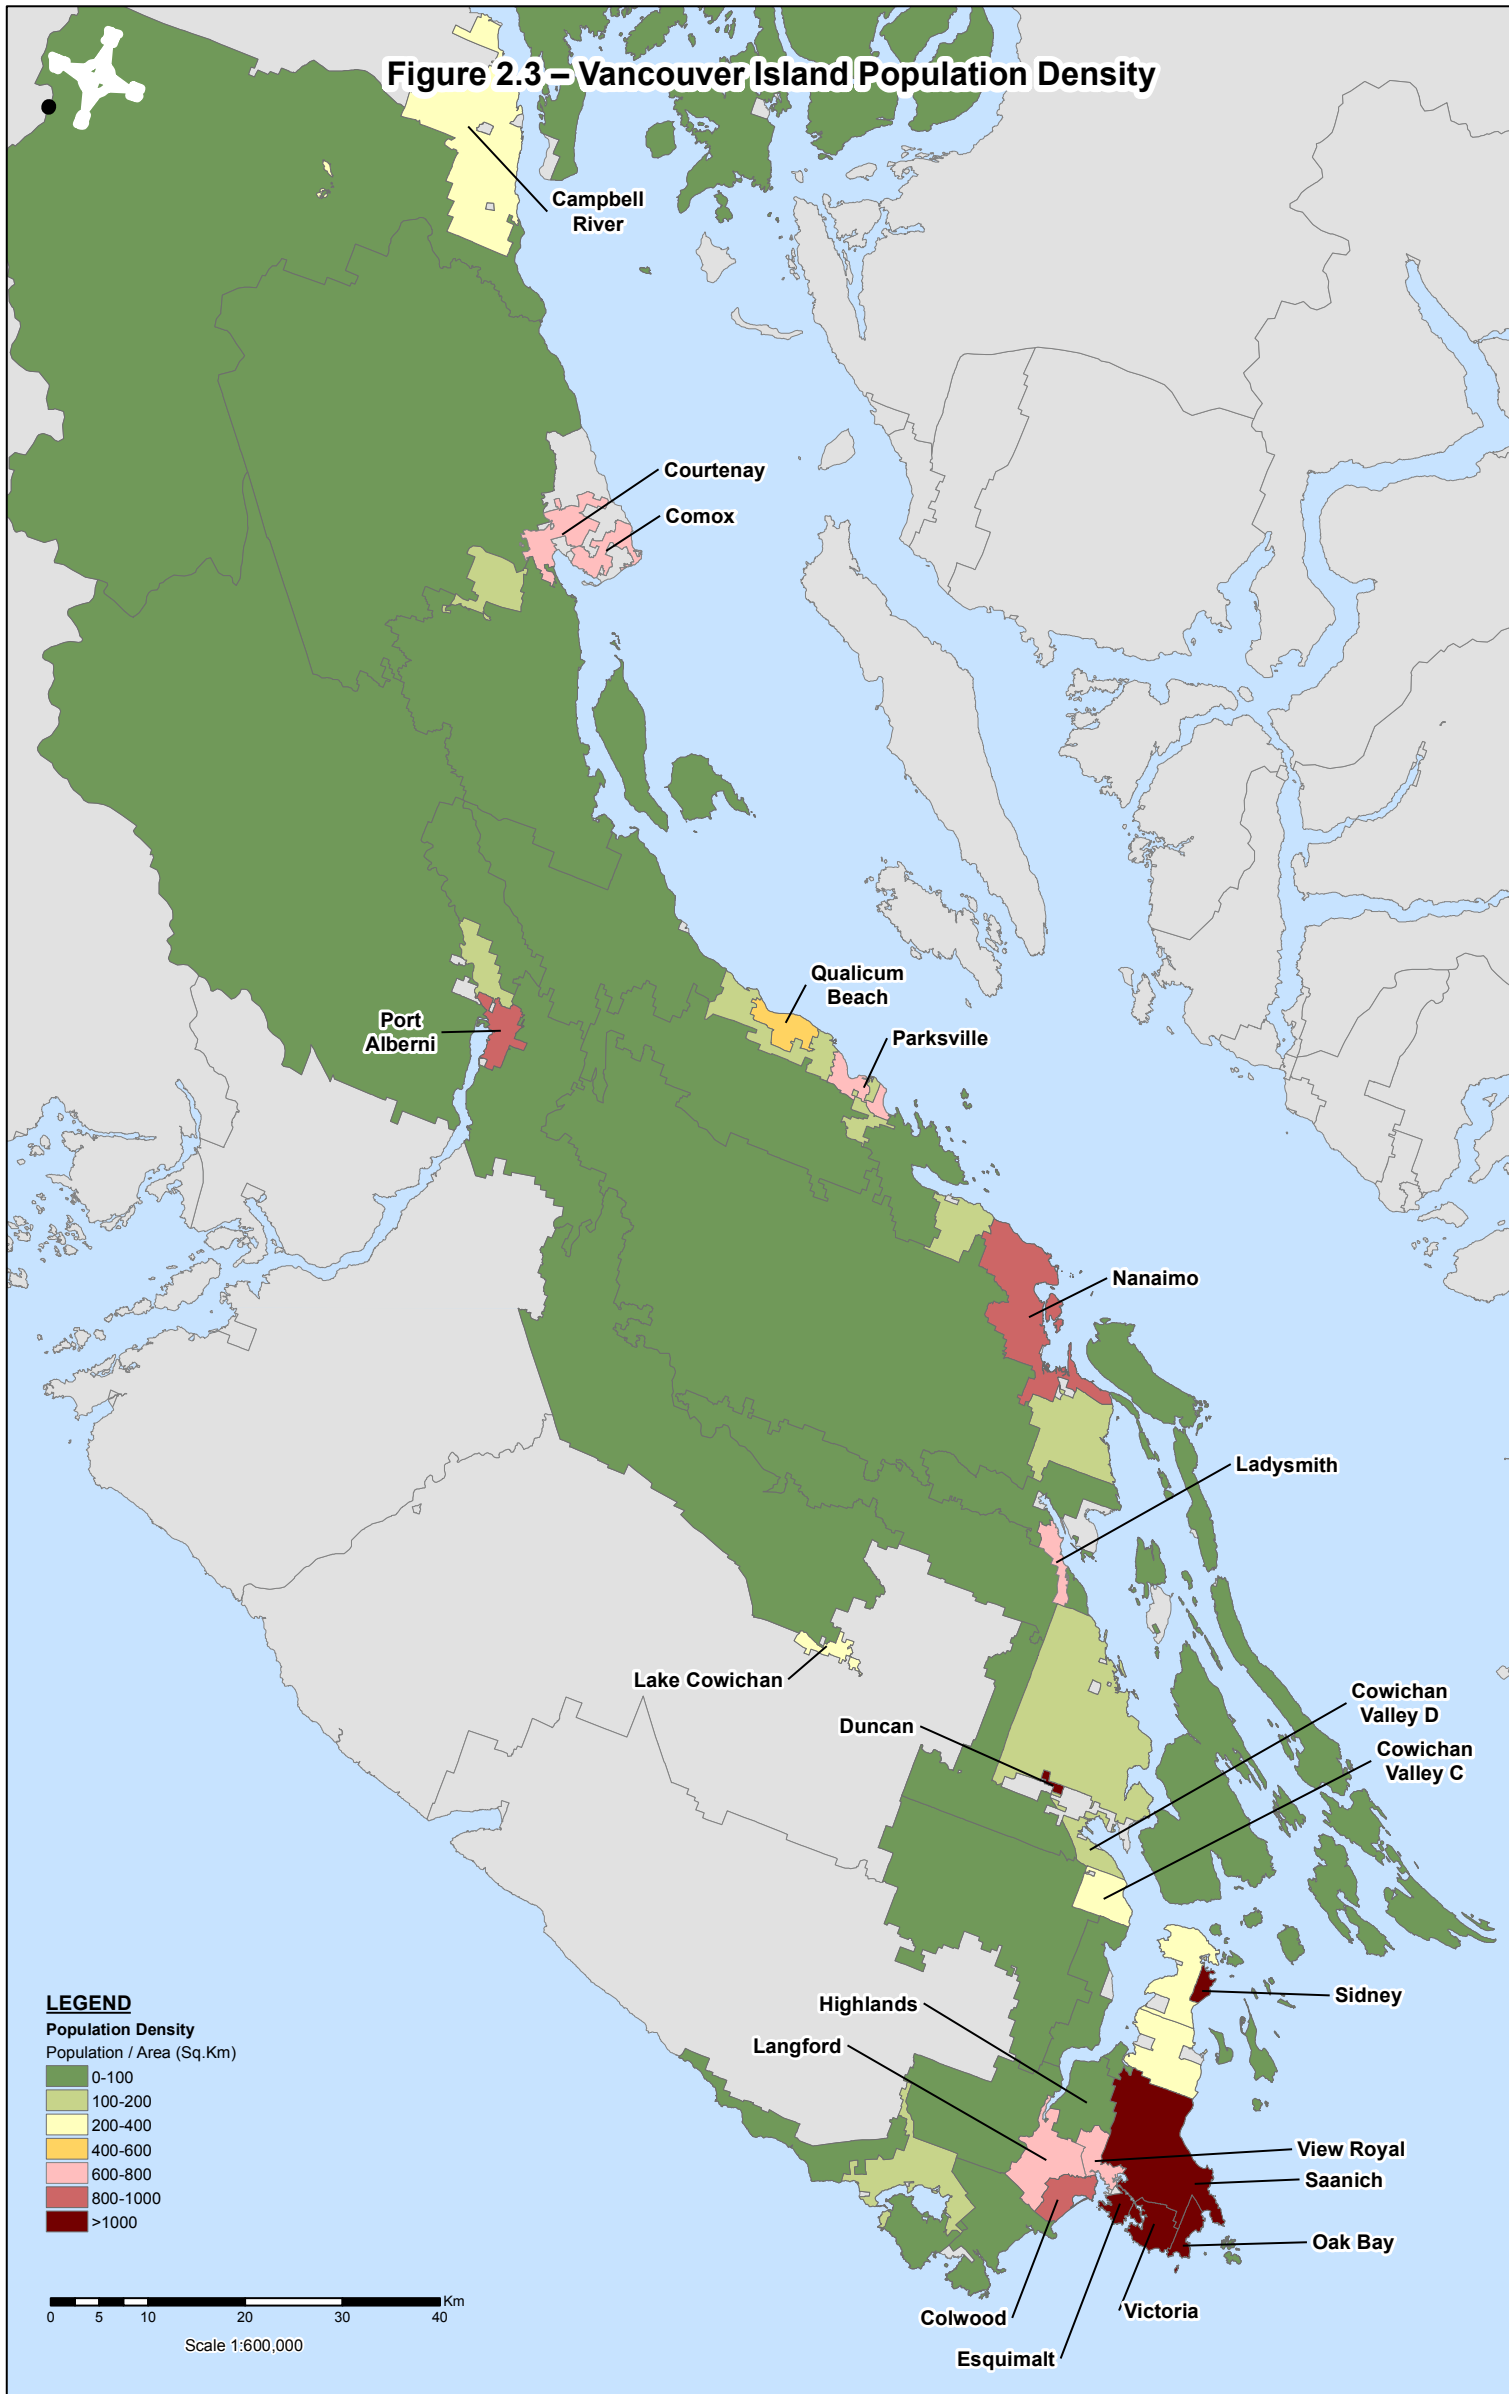 Figure 2.3 – Vancouver Island Population Density
Campbell
River
Courtenay
Comox
Qualicum
Beach
Port
Alberni
Parksville
Nanaimo
Ladysmith
Lake Cowichan
Cowichan
Valley D
Duncan
Cowichan
Valley C
Sidney
Highlands
Langford
View Royal
Saanich
Oak Bay
Victoria
Colwood
Esquimalt
LEGEND
Population Density
Population / Area (Sq.Km)
0-100
100-200
200-400
400-600
600-800
800-1000
>1000
Km
0 5 10 20 30 40
Scale 1:600,000